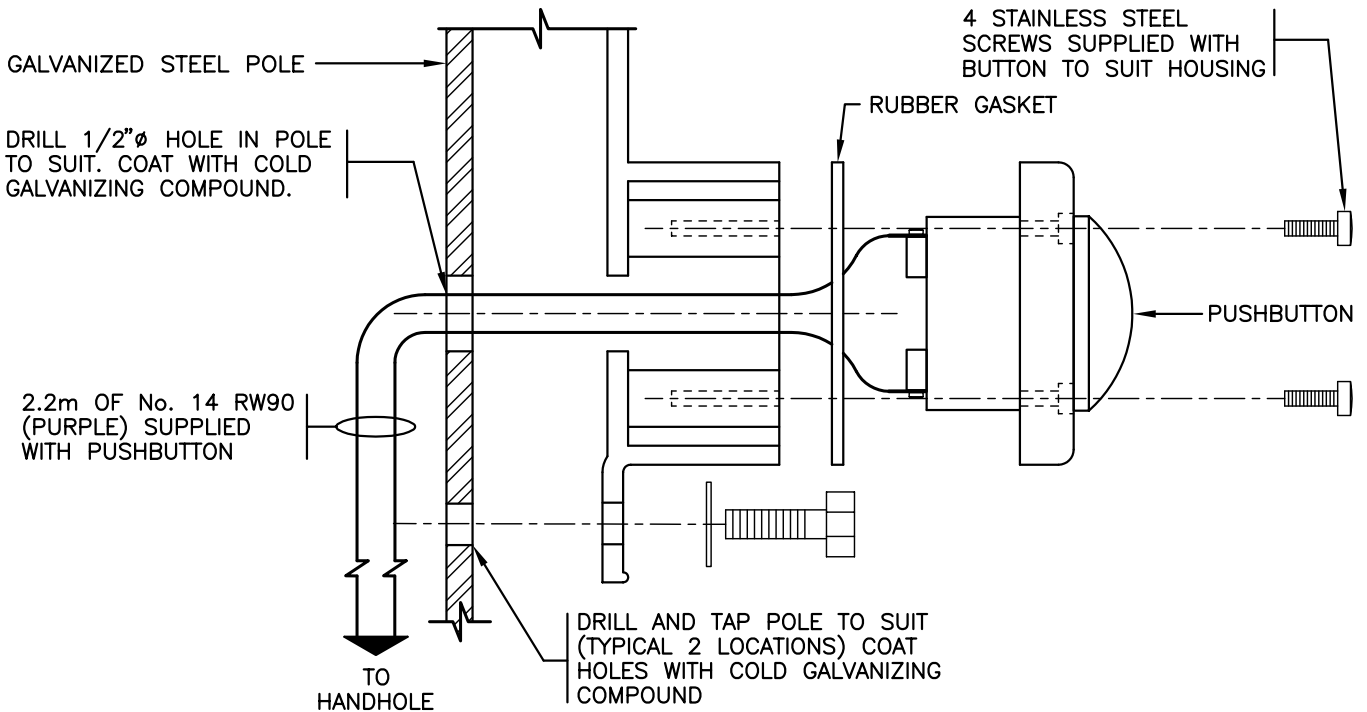 4 STAINLESS STEEL
SCREWS SUPPLIED WITH
BUTTON TO SUIT HOUSING
GALVANIZED STEEL POLE
RUBBER GASKET
DRILL 1/2"ø HOLE IN POLE
TO SUIT. COAT WITH COLD
GALVANIZING COMPOUND.
PUSHBUTTON
2.2m OF No. 14 RW90
(PURPLE) SUPPLIED
WITH PUSHBUTTON
DRILL AND TAP POLE TO SUIT
(TYPICAL 2 LOCATIONS) COAT
HOLES WITH COLD GALVANIZING
COMPOUND
TO
HANDHOLE